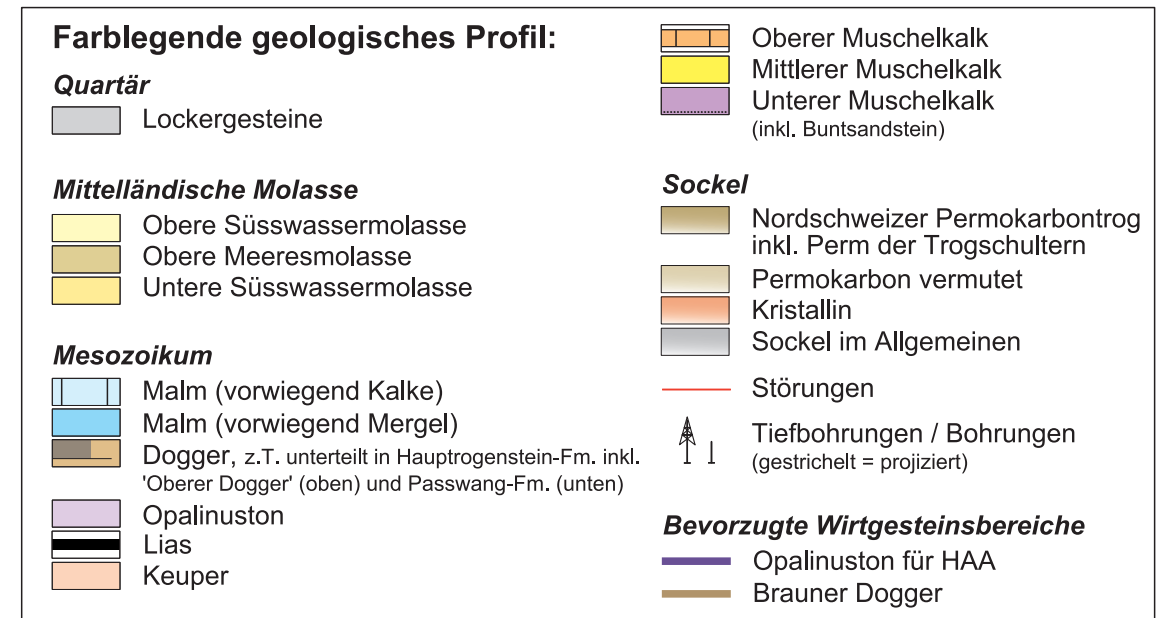 Farblegende geologisches Profil:
Quartär
Lockergesteine
Mittelländische Molasse
Obere Süsswassermolasse
Obere Meeresmolasse
Untere Süsswassermolasse
Mesozoikum
Malm (vorwiegend Kalke)
Malm (vorwiegend Mergel)
Dogger, z.T. unterteilt in Hauptrogenstein-Fm. inkl.
'Oberer Dogger' (oben) und Passwang-Fm. (unten)
Opalinuston
Lias
Keuper
Oberer Muschelkalk
Mittlerer Muschelkalk
Unterer Muschelkalk
(inkl. Buntsandstein)
Sockel
Nordschweizer Permokarbontrog
inkl. Perm der Trogschultern
Permokarbon vermutet
Kristallin
Sockel im Allgemeinen
Störungen
Tiefbohrungen / Bohrungen
(gestrichelt = projiziert)
Bevorzugte Wirtgesteinsbereiche
Opalinuston für HAA
Brauner Dogger